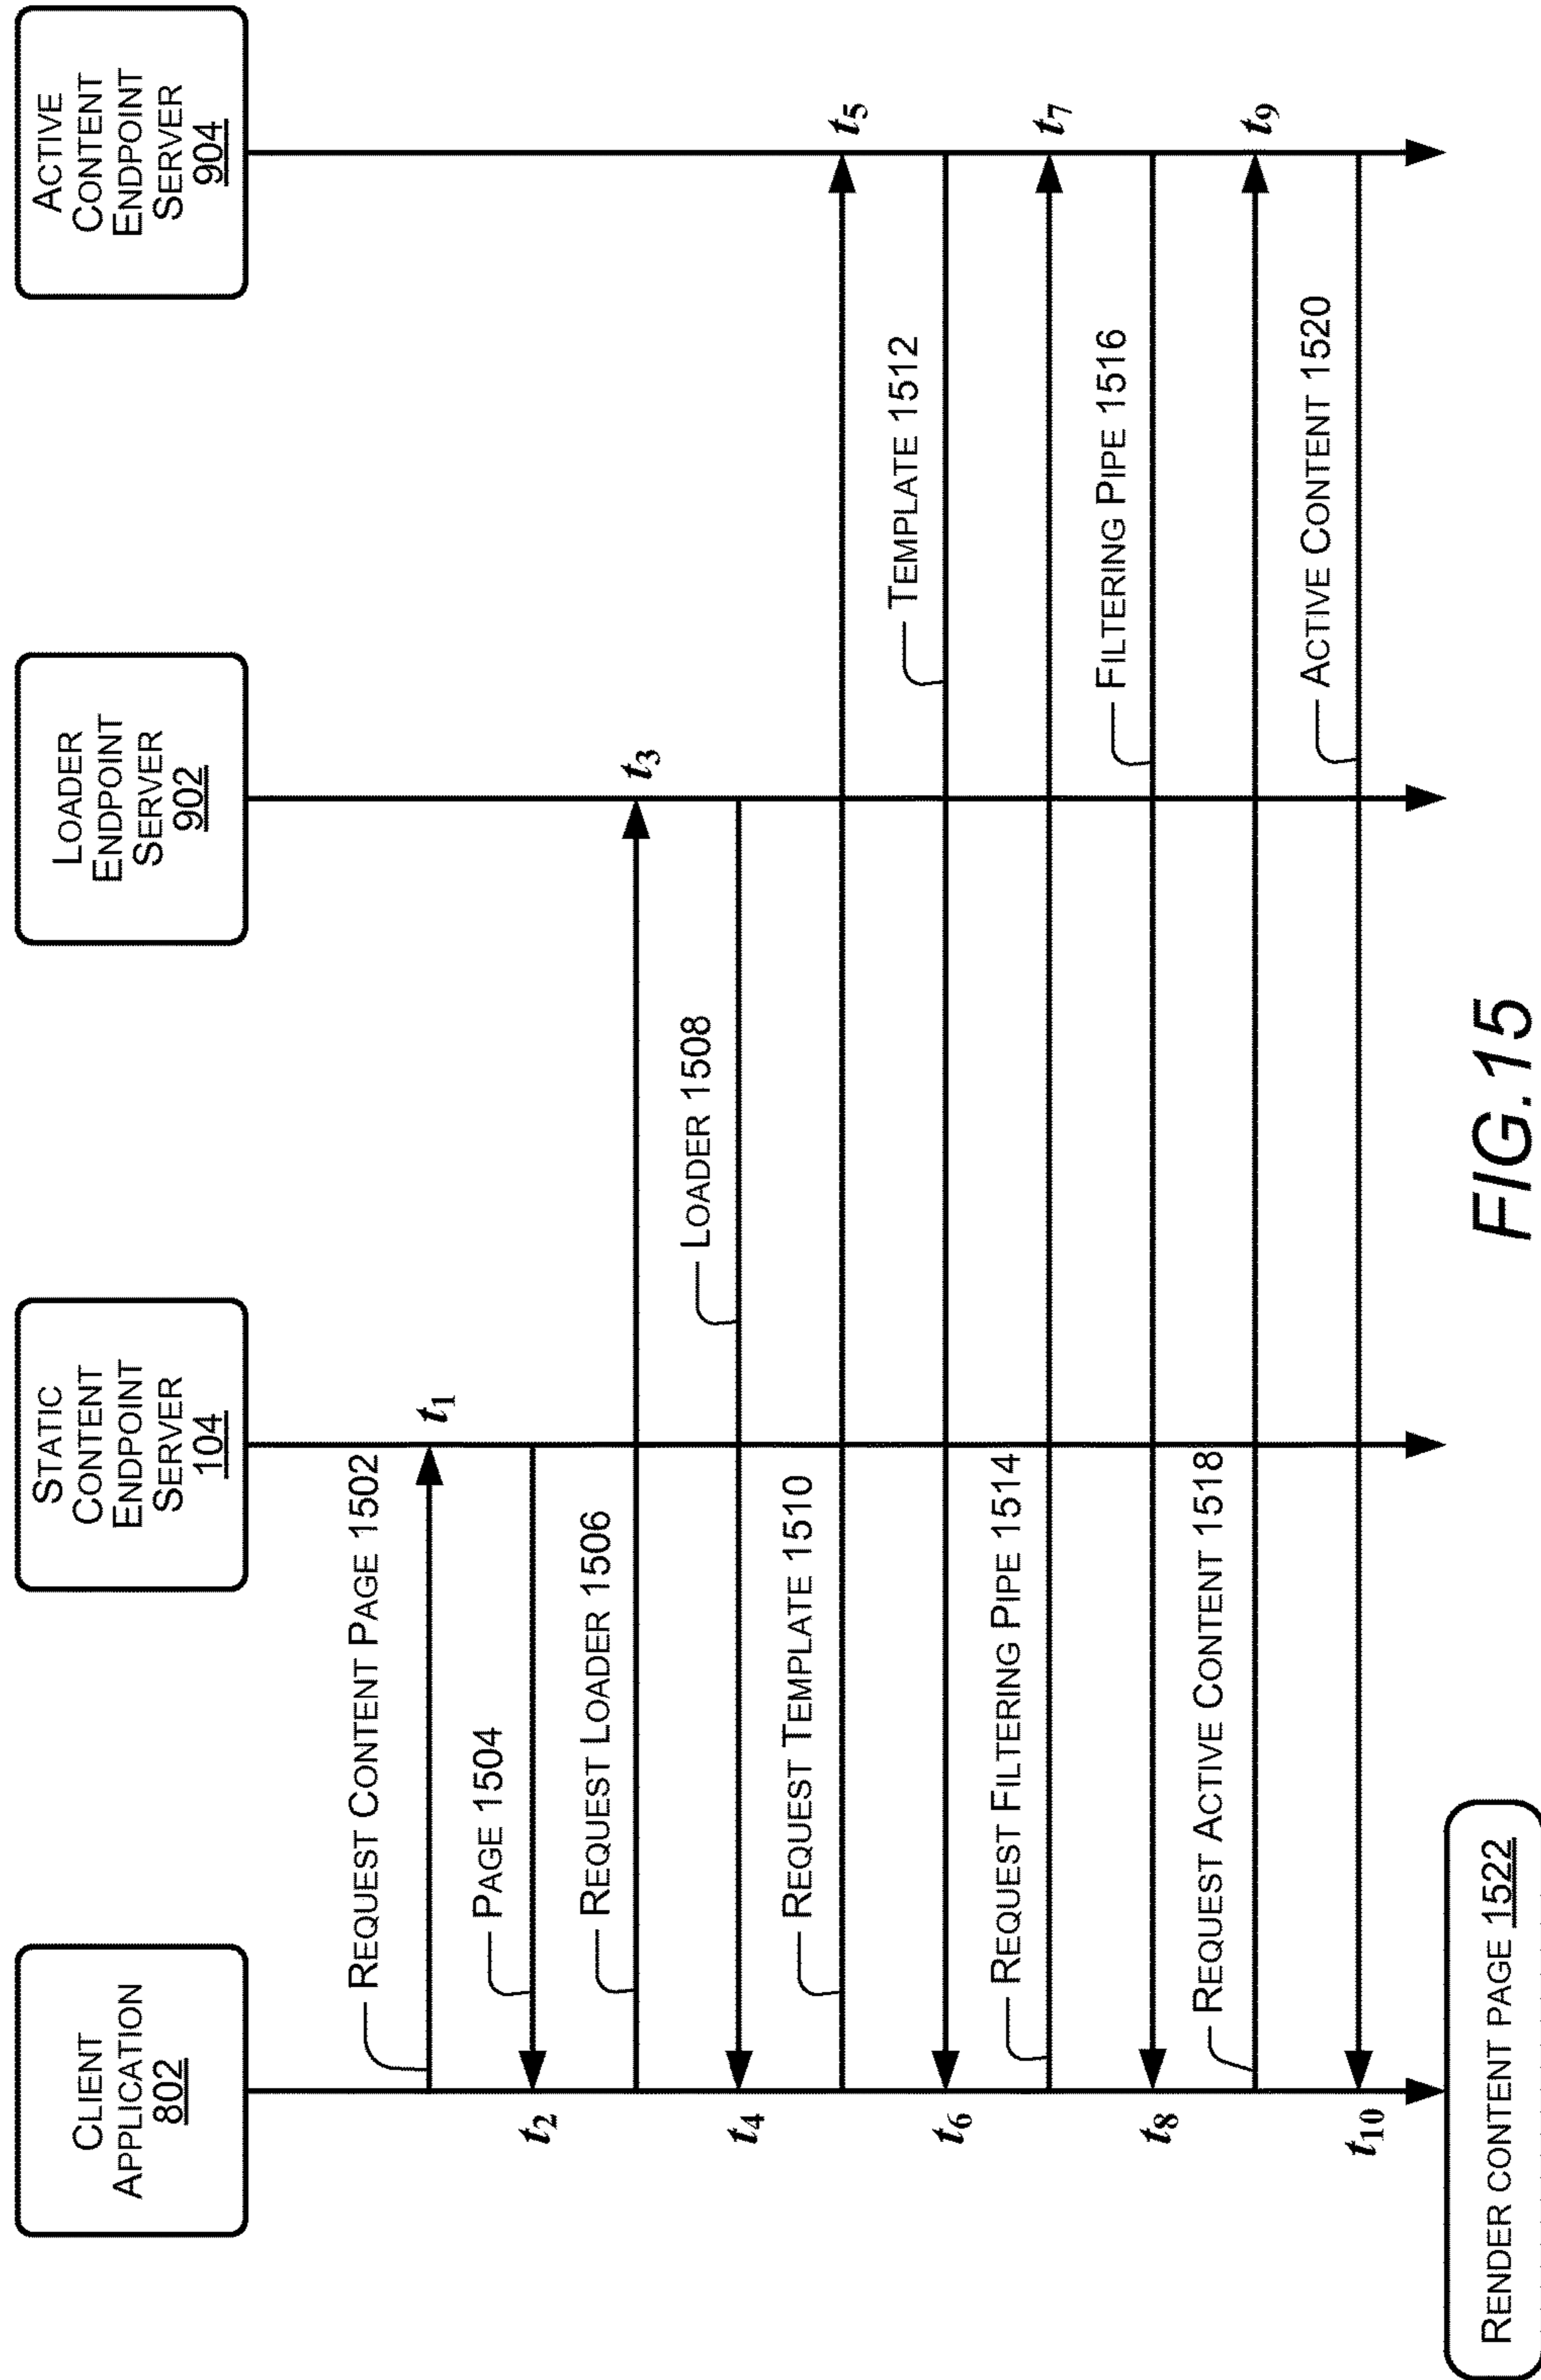 CLIENT
APPLICATION
802
STATIC
CONTENT
ENDPOINT
SERVER
104
LOADER
ENDPOINT
SERVER
902
ACTIVE
CONTENT
ENDPOINT
SERVER
904
REQUEST CONTENT PAGE 1502
t1
PAGE 1504
t2
REQUEST LOADER 1506
t3
LOADER 1508
t4
REQUEST TEMPLATE 1510
t5
TEMPLATE 1512
t6
REQUEST FILTERING PIPE 1514
t7
FILTERING PIPE 1516
t8
REQUEST ACTIVE CONTENT 1518
t9
ACTIVE CONTENT 1520
t10
RENDER CONTENT PAGE 1522
FIG.15